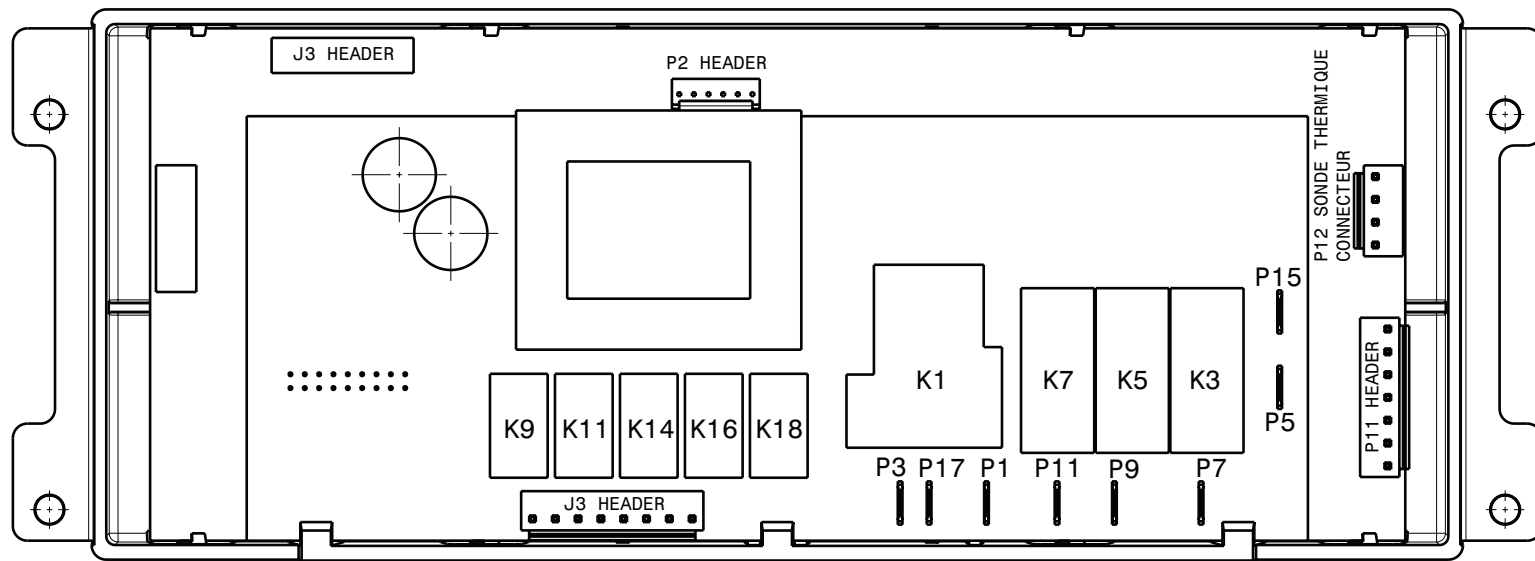 J3 HEADER
P2 HEADER
P12 SONDE THERMIQUE
CONNECTEUR
P15
K1
K7
K5
K3
P11 HEADER
P5
K9
K11
K14
K16
K18
P3
P17
P1
P11
P9
P7
J3 HEADER